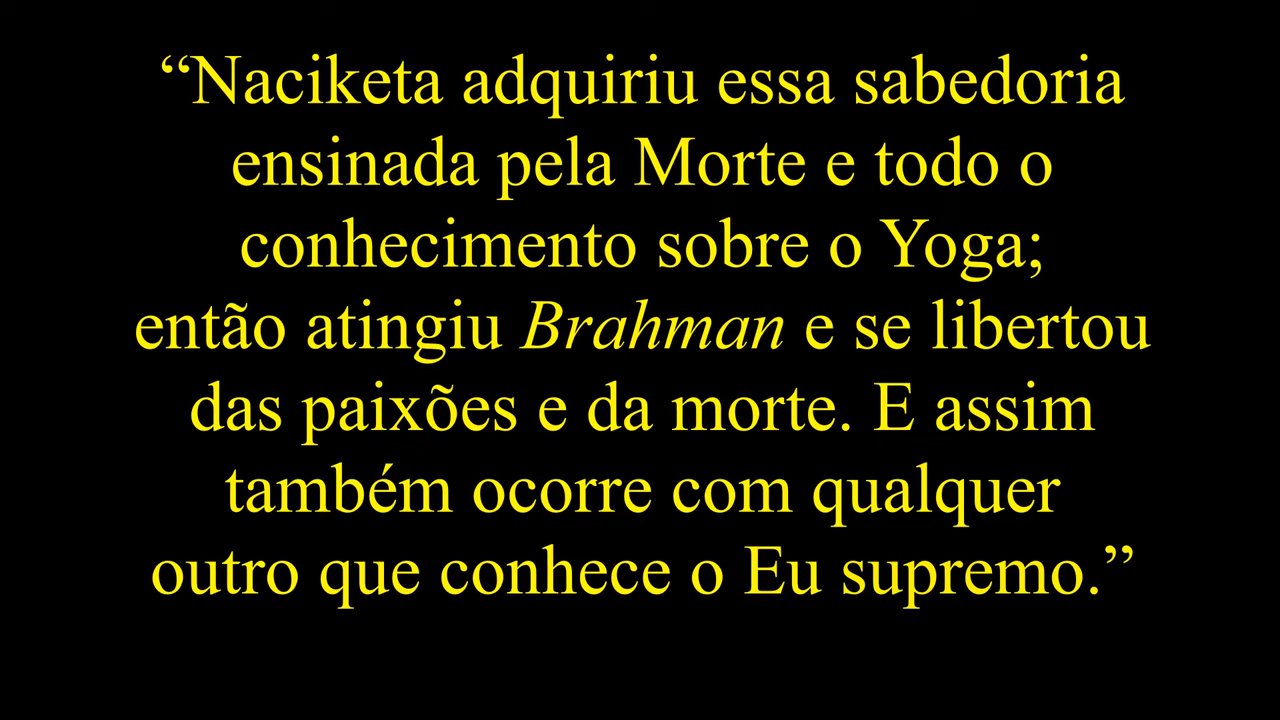 “Naciketa adquiriu essa sabedoria
ensinada pela Morte e todo o
conhecimento sobre o Yoga;
então atingiu Brahman e se libertou
das paixões e da morte. E assim
também ocorre com qualquer
outro que conhece o Eu supremo.”